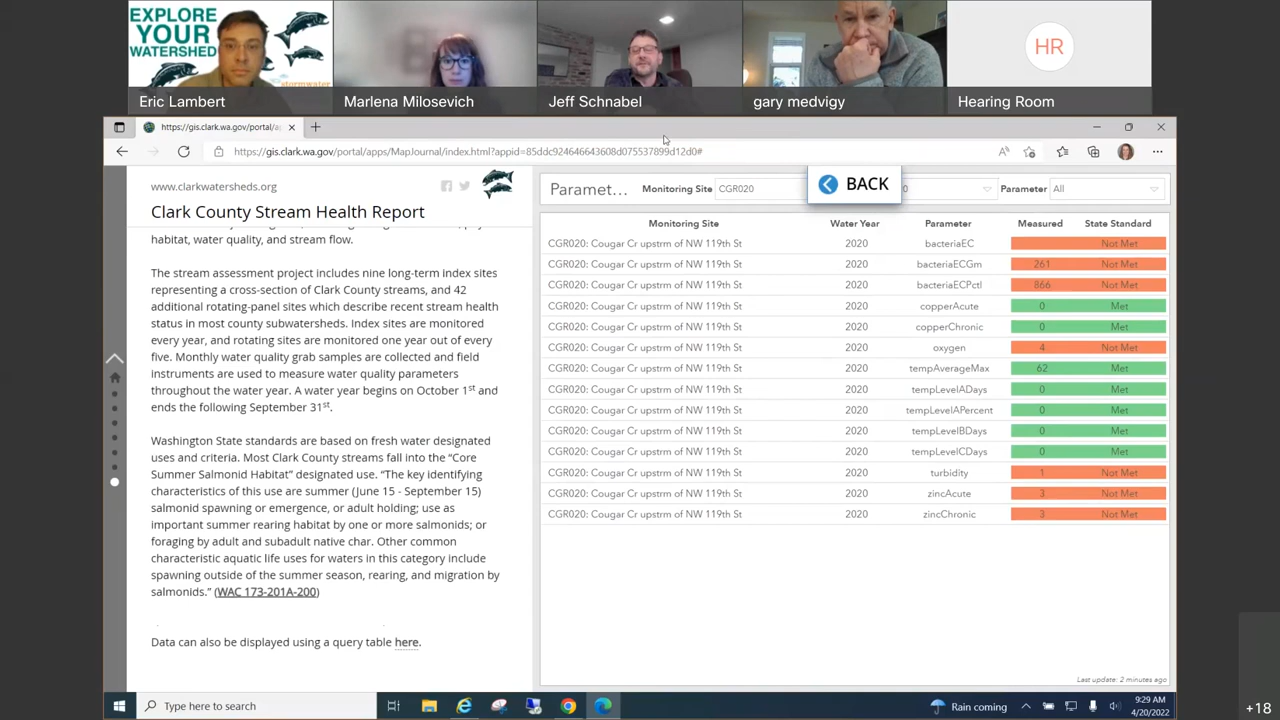 EXPLORE
YOUR
WATERSHED
stormwater
HR
Eric Lambert
Marlena Milosevich
Jeff Schnabel
gary medvigy
Hearing Room
https://gis.clark.wa.gov/portal/a
https://gis.clark.wa.gov/portal/apps/MapJournal/index.html?appid=85ddc924646643608d075537899d12d0#
www.clarkwatersheds.org
Clark County Stream Health Report
habitat, water quality, and stream flow.
The stream assessment project includes nine long-term index sites
representing a cross-section of Clark County streams, and 42
additional rotating-panel sites which describe recent stream health
status in most county subwatersheds. Index sites are monitored
every year, and rotating sites are monitored one year out of every
five. Monthly water quality grab samples are collected and field
instruments are used to measure water quality parameters
throughout the water year. A water year begins on October 1st and
ends the following September 31st.
Washington State standards are based on fresh water designated
uses and criteria. Most Clark County streams fall into the “Core
Summer Salmonid Habitat” designated use. “The key identifying
characteristics of this use are summer (June 15 - September 15)
salmonid spawning or emergence, or adult holding; use as
important summer rearing habitat by one or more salmonids; or
foraging by adult and subadult native char. Other common
characteristic aquatic life uses for waters in this category include
spawning outside of the summer season, rearing, and migration by
salmonids.” (WAC 173-201A-200)
Data can also be displayed using a query table here.
Paramet... Monitoring Site CGR020 0 Parameter All
BACK
Monitoring Site Water Year Parameter Measured State Standard
CGR020: Cougar Cr upstrm of NW 119th St 2020 bacteriaEC Not Met
CGR020: Cougar Cr upstrm of NW 119th St 2020 bacteriaECGm 261 Not Met
CGR020: Cougar Cr upstrm of NW 119th St 2020 bacteriaECPctl 866 Not Met
CGR020: Cougar Cr upstrm of NW 119th St 2020 copperAcute 0 Met
CGR020: Cougar Cr upstrm of NW 119th St 2020 copperChronic 0 Met
CGR020: Cougar Cr upstrm of NW 119th St 2020 oxygen 4 Not Met
CGR020: Cougar Cr upstrm of NW 119th St 2020 tempAverageMax 62 Met
CGR020: Cougar Cr upstrm of NW 119th St 2020 tempLevelADays 0 Met
CGR020: Cougar Cr upstrm of NW 119th St 2020 tempLevelAPercent 0 Met
CGR020: Cougar Cr upstrm of NW 119th St 2020 tempLevelBDays 0 Met
CGR020: Cougar Cr upstrm of NW 119th St 2020 tempLevelCDays 0 Met
CGR020: Cougar Cr upstrm of NW 119th St 2020 turbidity 1 Not Met
CGR020: Cougar Cr upstrm of NW 119th St 2020 zincAcute 3 Not Met
CGR020: Cougar Cr upstrm of NW 119th St 2020 zincChronic 3 Not Met
Last update: 2 minutes ago
Type here to search
Rain coming
9:29 AM
4/20/2022
+18